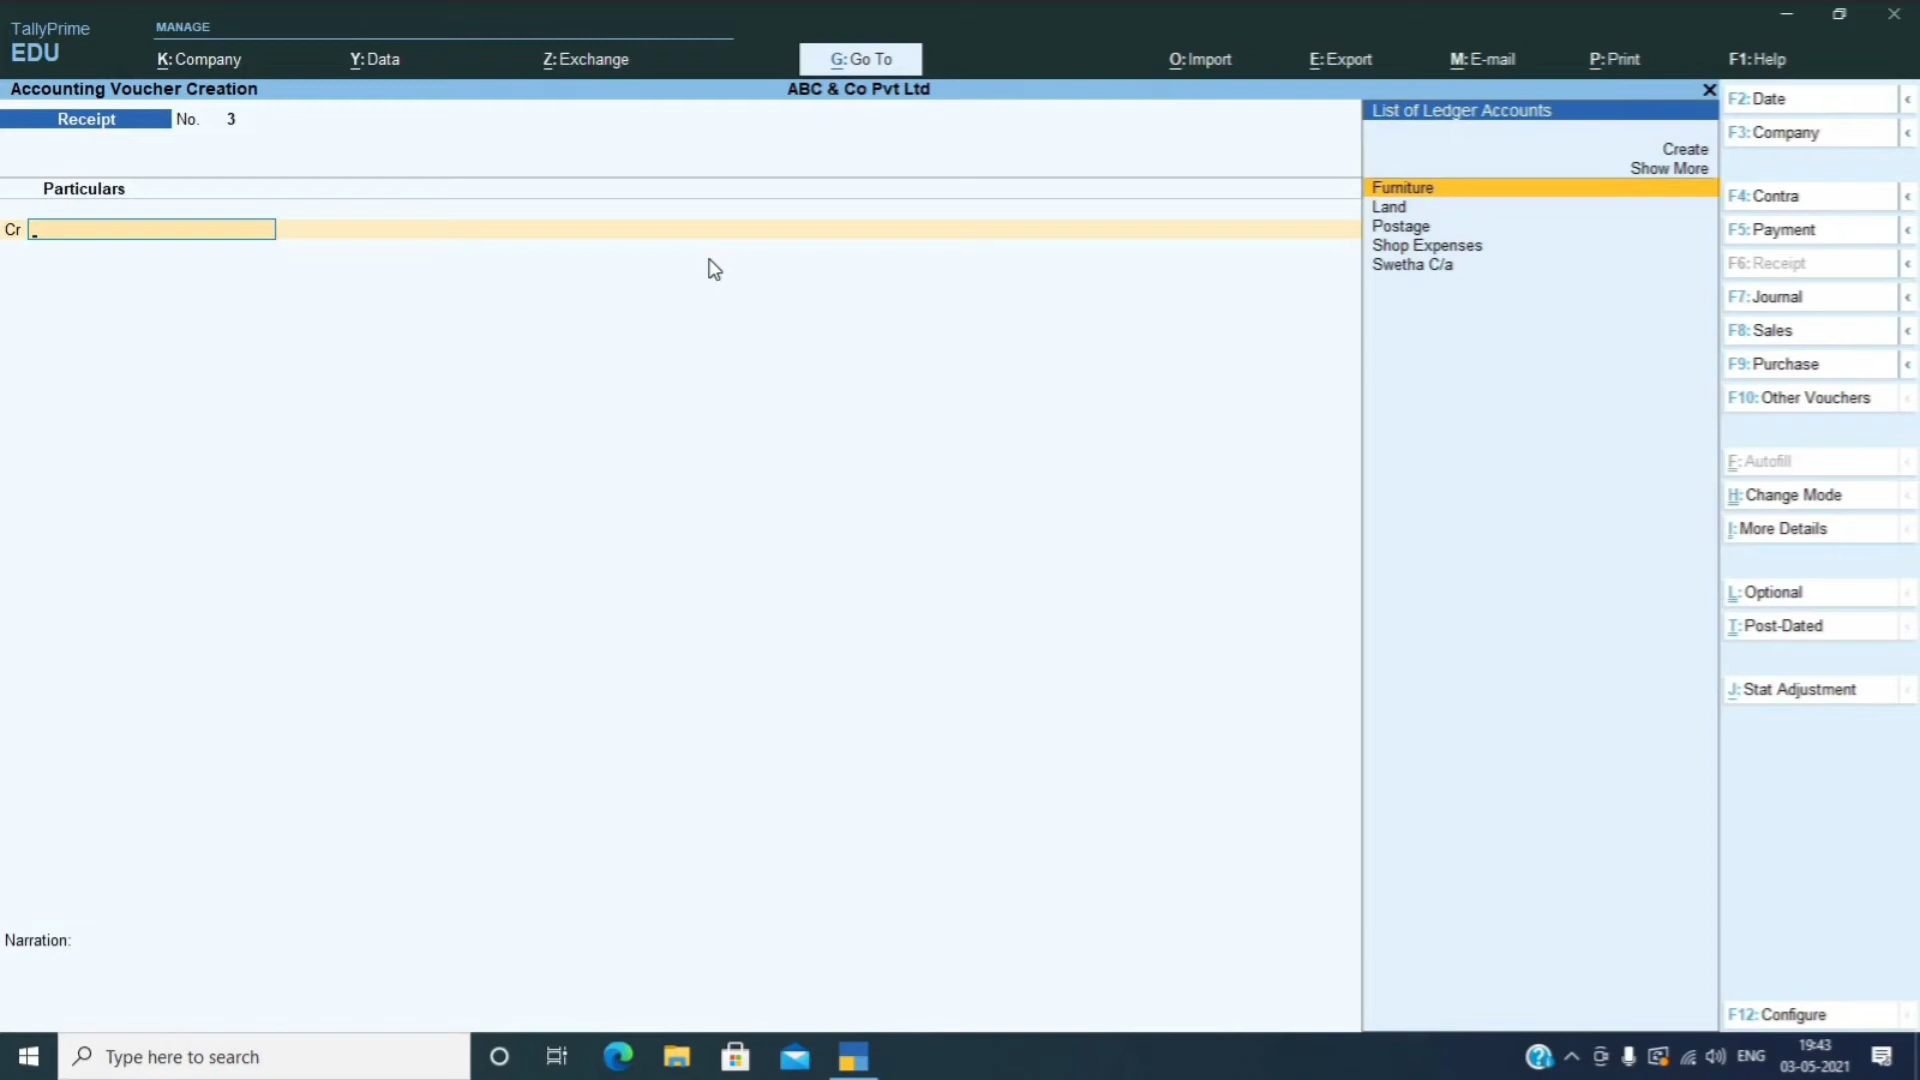 TallyPrime
EDU
MANAGE
K: Company
Y: Data
Z: Exchange
G: Go To
O: Import
E: Export
M: E-mail
P: Print
F1: Help
Accounting Voucher Creation
ABC & Co Pvt Ltd
Receipt No. 3
Particulars
Cr
Narration:
List of Ledger Accounts
Create
Show More
Furniture
Land
Postage
Shop Expenses
Swetha C/a
F2: Date
F3: Company
F4: Contra
F5: Payment
F6: Receipt
F7: Journal
F8: Sales
F9: Purchase
F10: Other Vouchers
F: Autofill
H: Change Mode
I: More Details
L: Optional
T: Post-Dated
J: Stat Adjustment
F12: Configure
Type here to search
ENG
19:43
03-05-2021